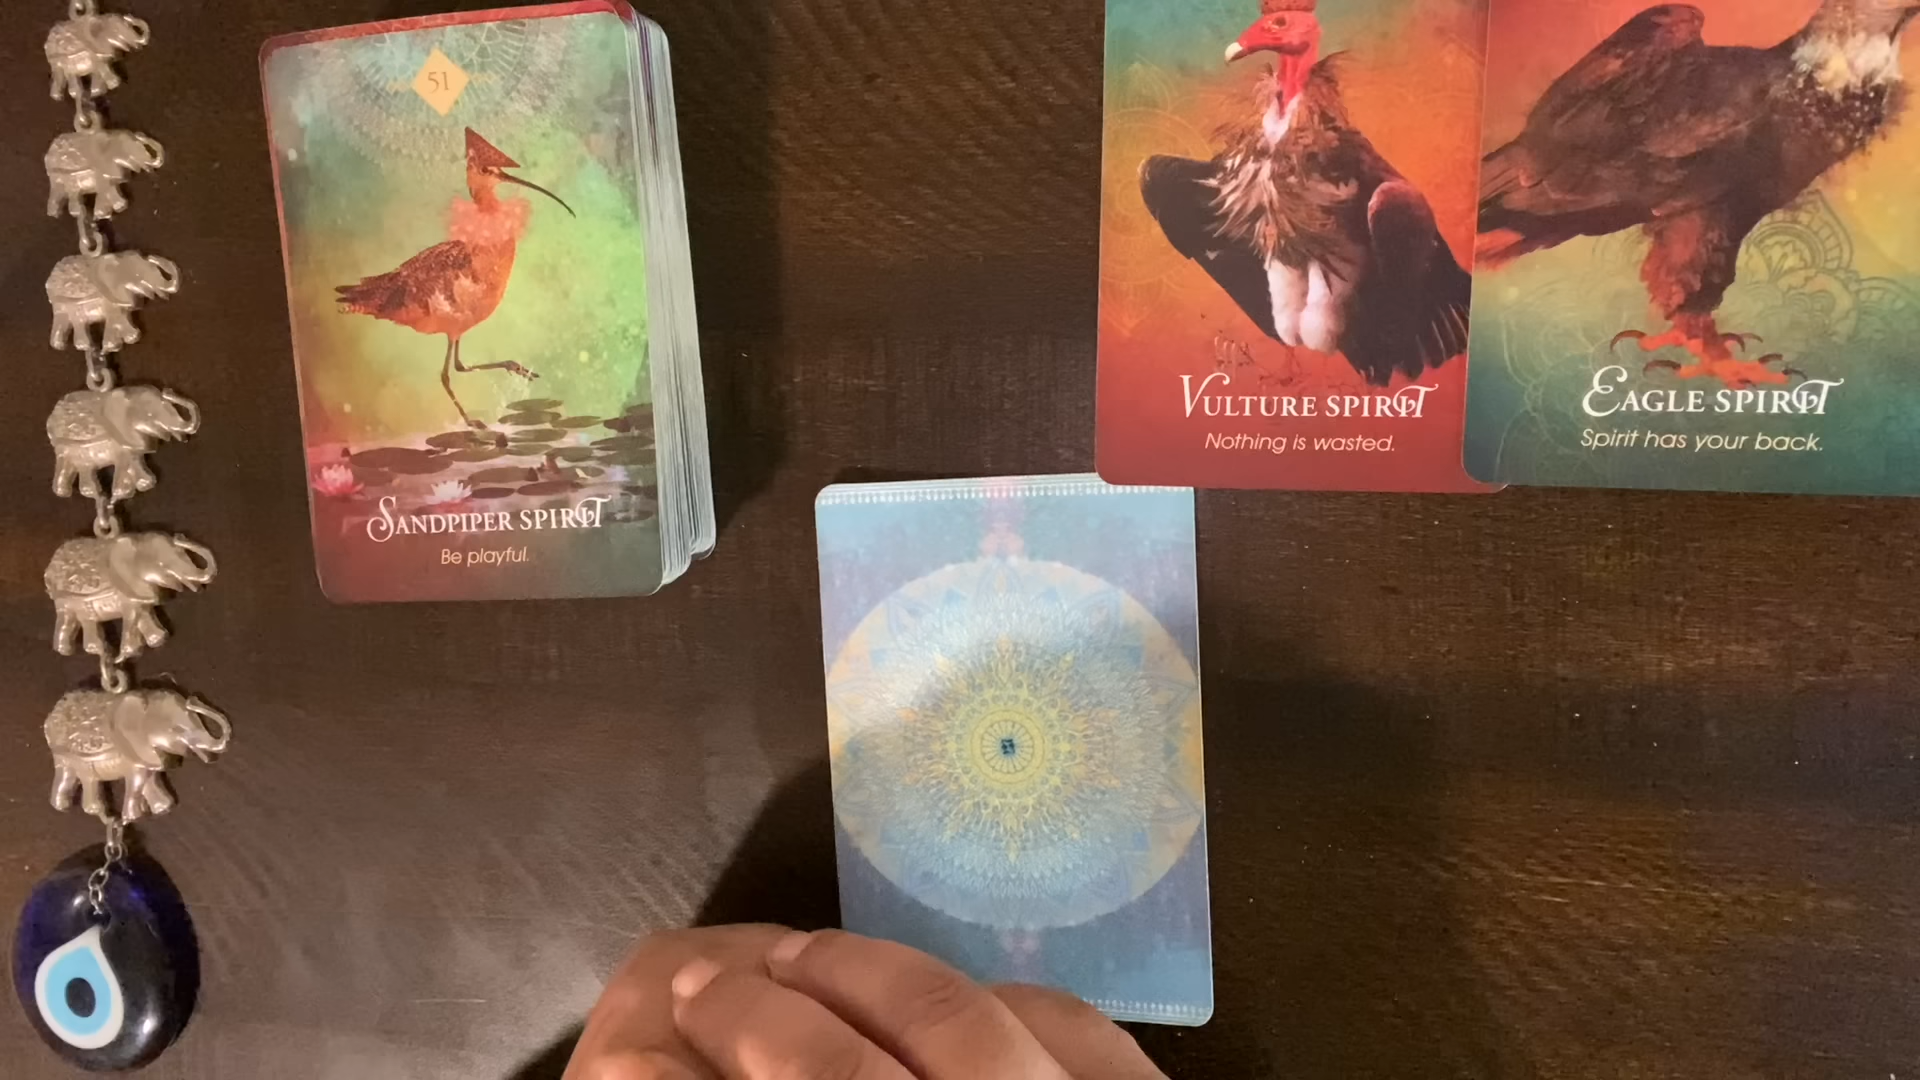 51
SANDPIPER SPIRIT
Be playful.
VULTURE SPIRIT
Nothing is wasted.
EAGLE SPIRIT
Spirit has your back.